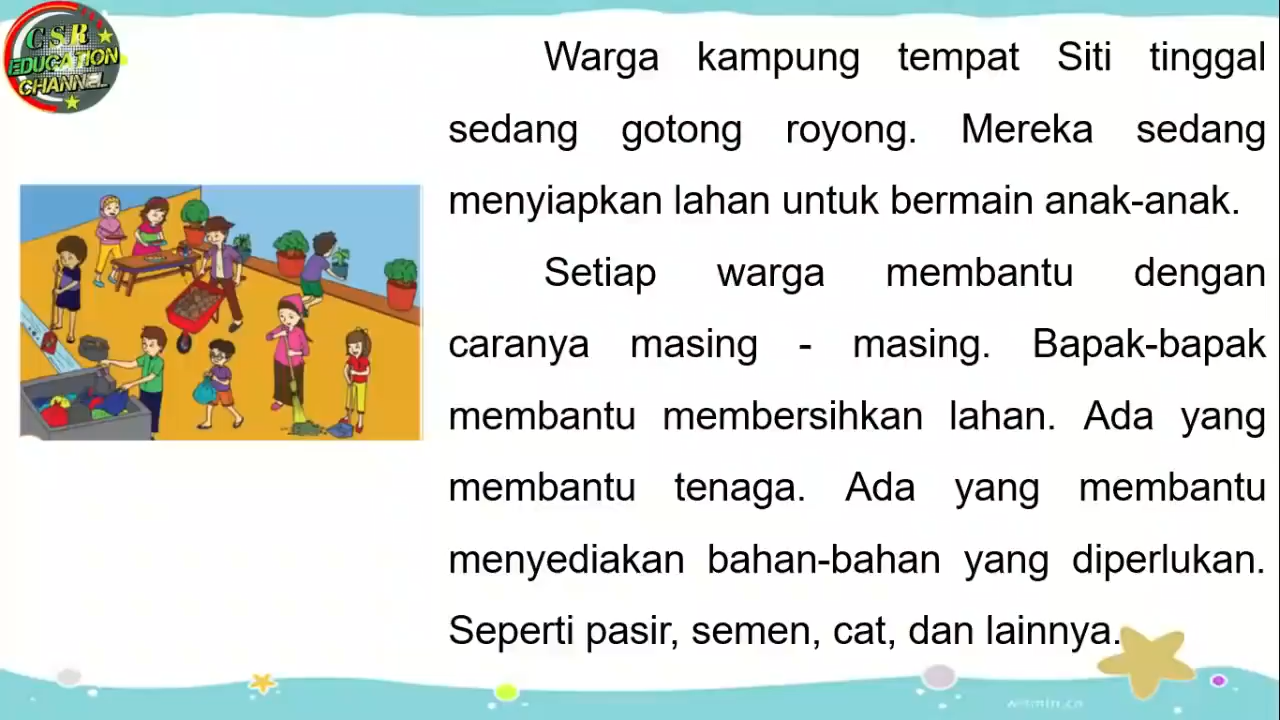 CSR
EDUCATION
CHANNEL
Warga kampung tempat Siti tinggal
sedang gotong royong. Mereka sedang
menyiapkan lahan untuk bermain anak-anak.
Setiap warga membantu dengan
caranya masing - masing. Bapak-bapak
membantu membersihkan lahan. Ada yang
membantu tenaga. Ada yang membantu
menyediakan bahan-bahan yang diperlukan.
Seperti pasir, semen, cat, dan lainnya.